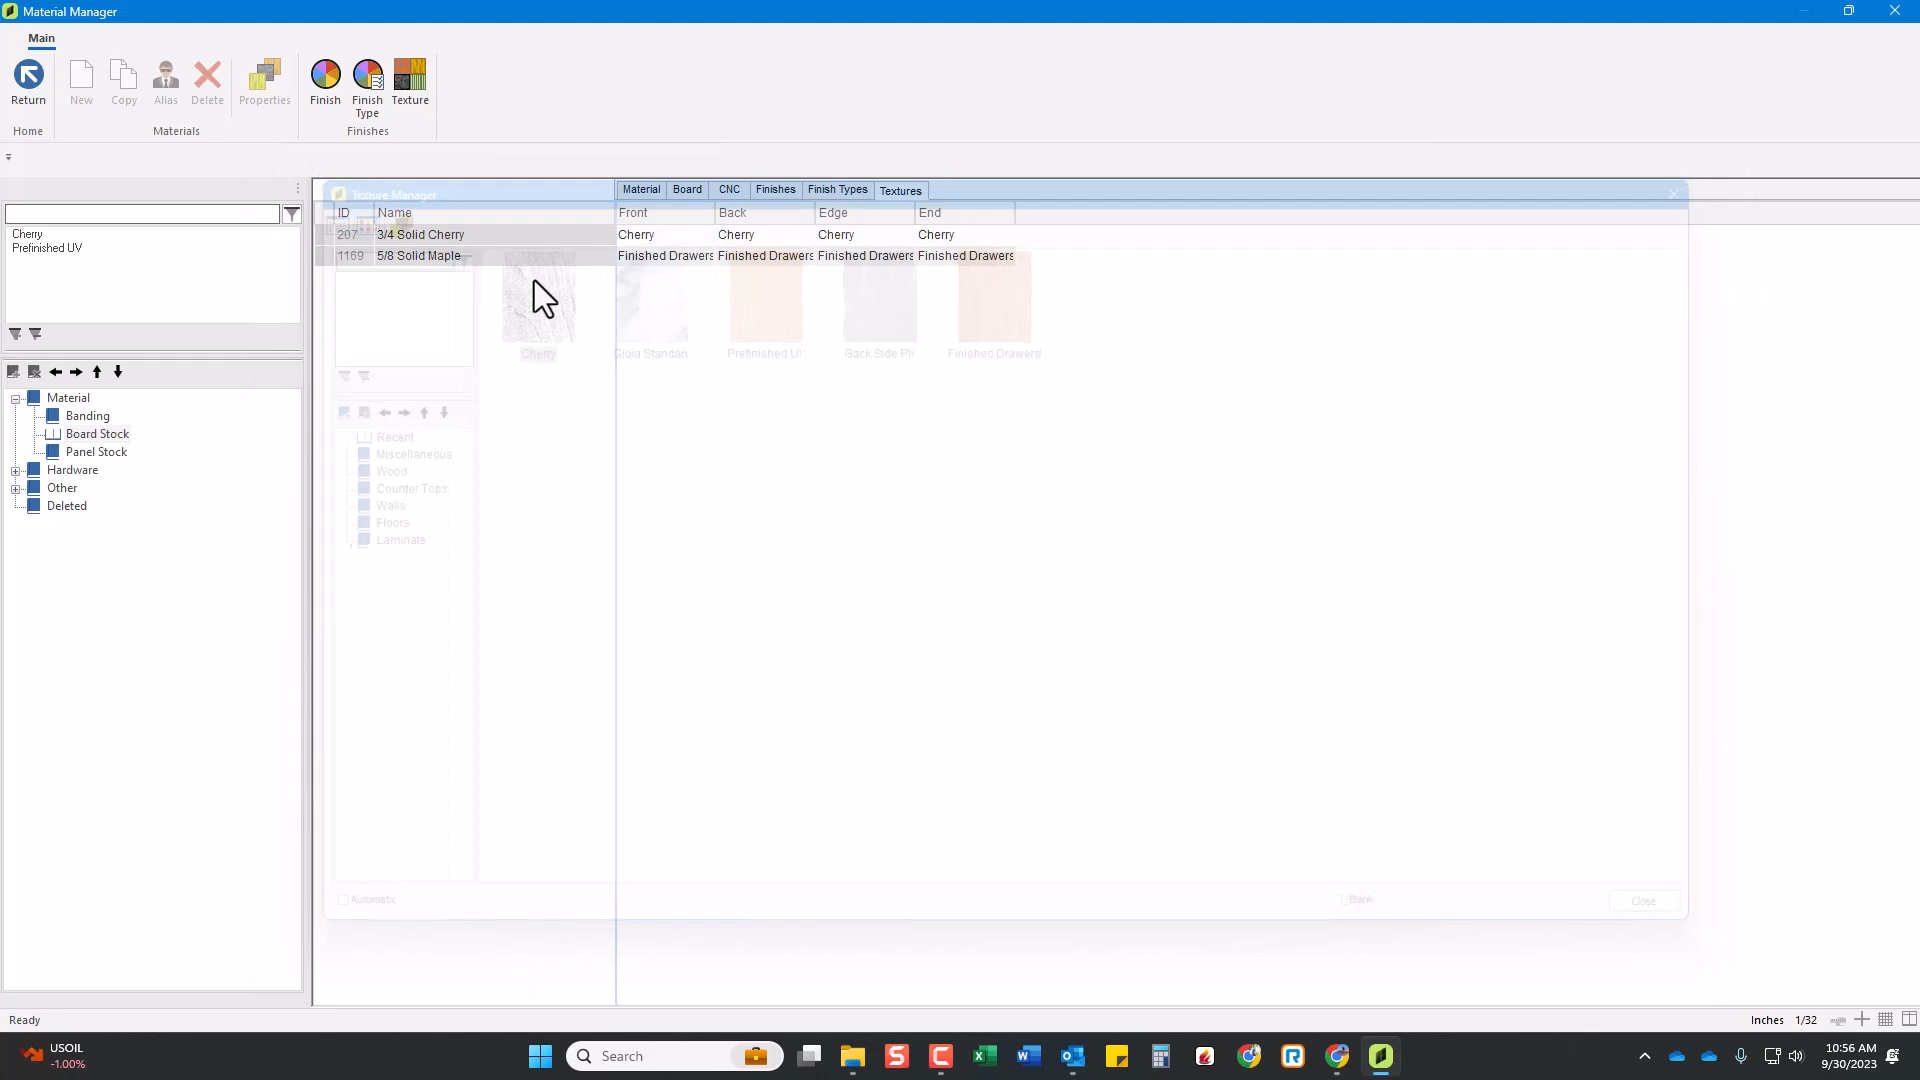 Material Manager
Main
Return
New
Copy
Alias
Delete
Properties
Finish
Finish Type
Texture
Home
Materials
Finishes
Cherry
Prefinished UV
Material
Banding
Board Stock
Panel Stock
Hardware
Other
Deleted
Texture Manager
Material Board CNC Finishes Finish Types Textures
ID Name Front Back Edge End
207 3/4 Solid Cherry Cherry Cherry Cherry Cherry
1169 5/8 Solid Maple Finished Drawers Finished Drawers Finished Drawers Finished Drawers
Cherry Gioia Standard Prefinished UV Back Side Ply Finished Drawers
Recent
Miscellaneous
Wood
Counter Tops
Walls
Floors
Laminate
Automatic
Blank
Close
Ready
Inches 1/32
USOIL
-1.00%
Search
10:56 AM
9/30/2023